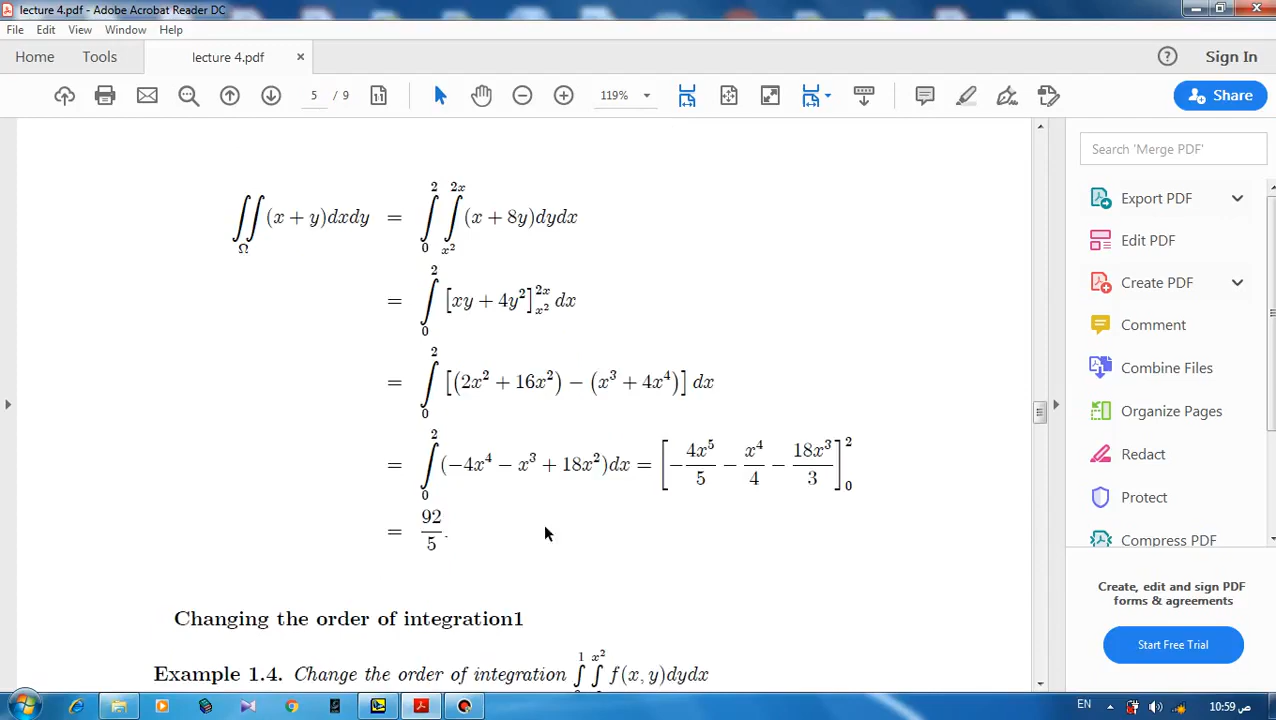 lecture 4.pdf - Adobe Acrobat Reader DC
File Edit View Window Help
Home Tools lecture 4.pdf × Sign In
5 / 9 119% Share
∬_Ω (x + y)dxdy = ∫_0^2 ∫_{x^2}^{2x} (x + 8y)dydx
= ∫_0^2 [xy + 4y^2]_{x^2}^{2x} dx
= ∫_0^2 [(2x^2 + 16x^2) − (x^3 + 4x^4)] dx
= ∫_0^2 (−4x^4 − x^3 + 18x^2)dx = [−4x^5/5 − x^4/4 − 18x^3/3]_0^2
= 92/5.
Changing the order of integration1
Example 1.4. Change the order of integration ∫^1 ∫^{x^2} f(x, y)dydx
Search 'Merge PDF'
Export PDF
Edit PDF
Create PDF
Comment
Combine Files
Organize Pages
Redact
Protect
Compress PDF
Create, edit and sign PDF
forms & agreements
Start Free Trial
EN 10:59 ص